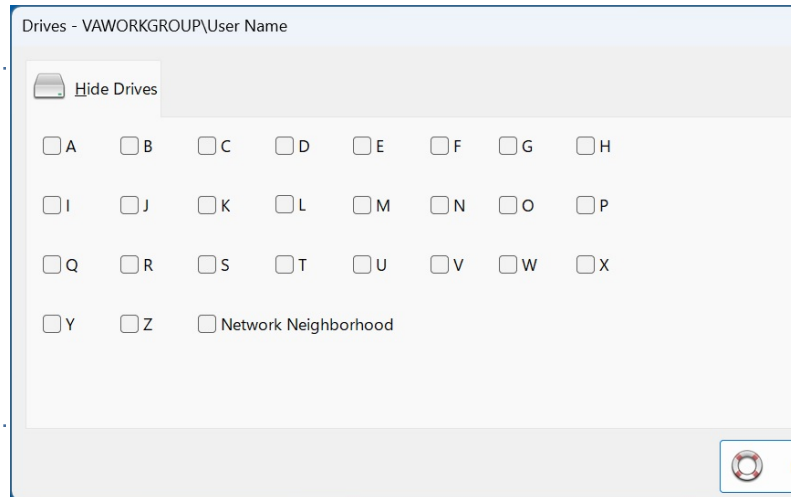 Drives - VAWORKGROUP\User Name
Hide Drives
A B C D E F G H
I J K L M N O P
Q R S T U V W X
Y Z Network Neighborhood